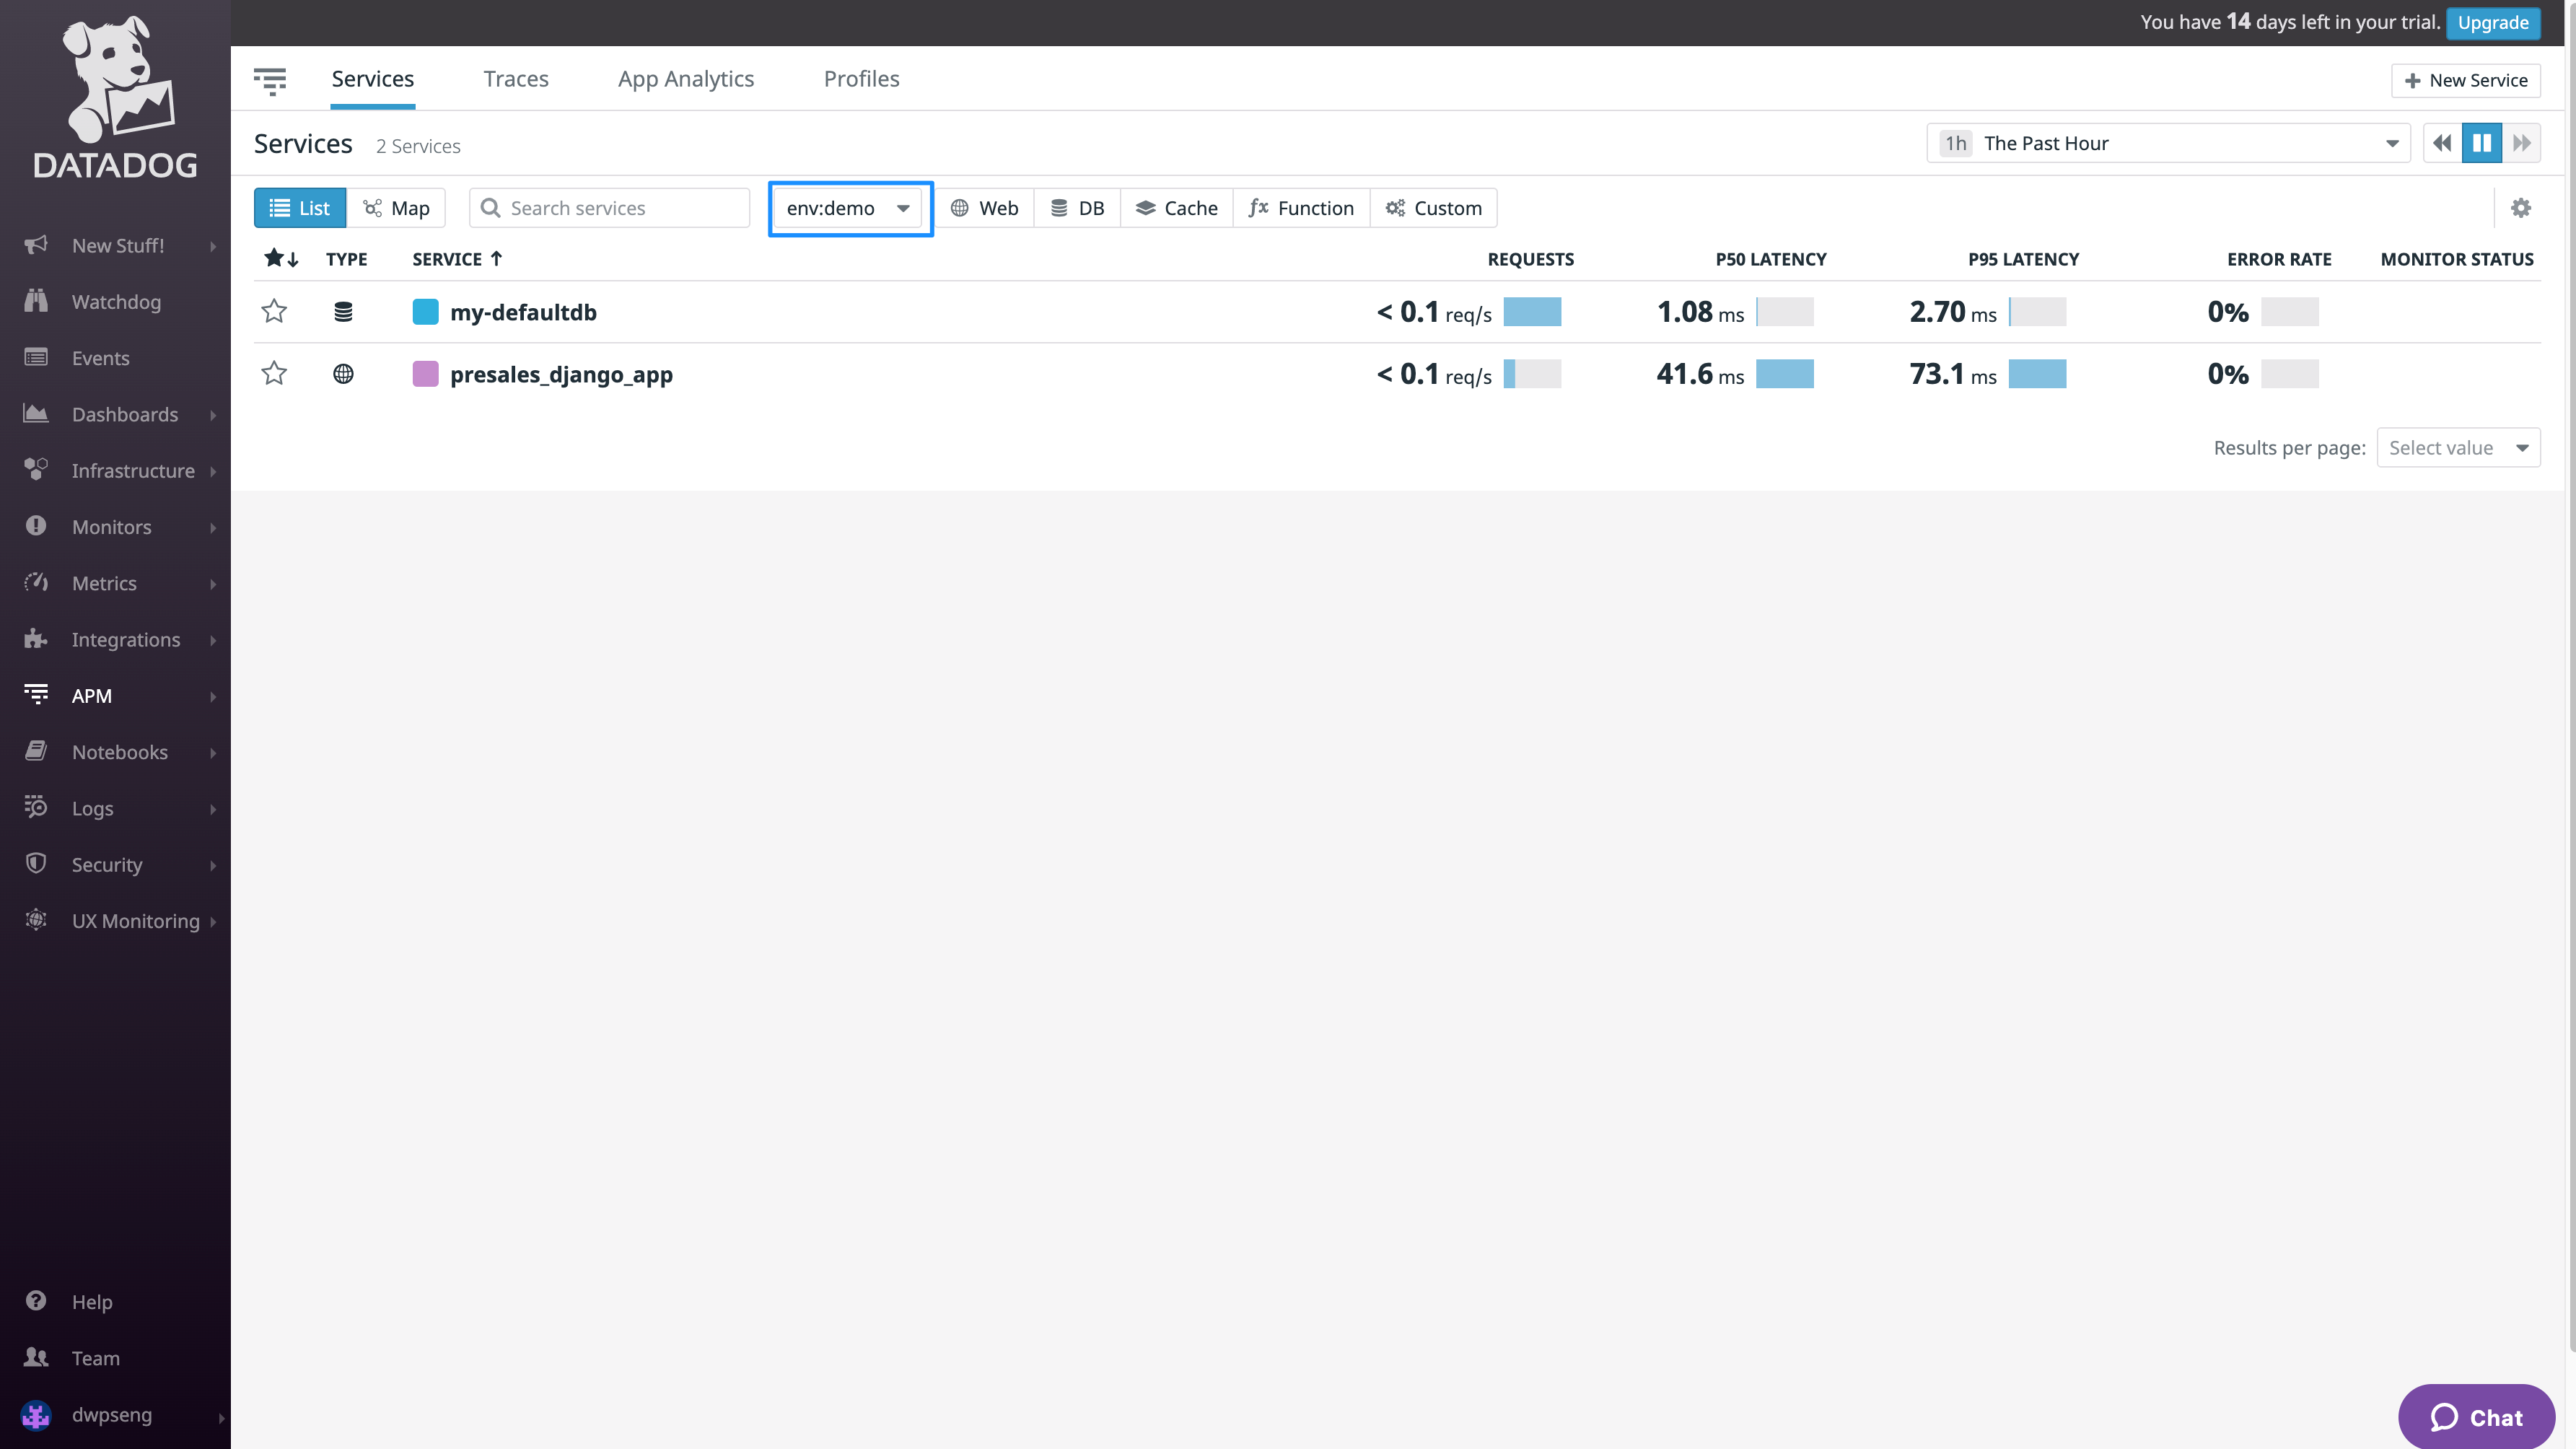 You have 14 days left in your trial. Upgrade
DATADOG
Services Traces App Analytics Profiles
+ New Service
Services 2 Services
1h The Past Hour
List Map Search services env:demo Web DB Cache Function Custom
TYPE SERVICE REQUESTS P50 LATENCY P95 LATENCY ERROR RATE MONITOR STATUS
my-defaultdb < 0.1 req/s 1.08 ms 2.70 ms 0%
presales_django_app < 0.1 req/s 41.6 ms 73.1 ms 0%
Results per page: Select value
New Stuff!
Watchdog
Events
Dashboards
Infrastructure
Monitors
Metrics
Integrations
APM
Notebooks
Logs
Security
UX Monitoring
Help
Team
dwpseng
Chat